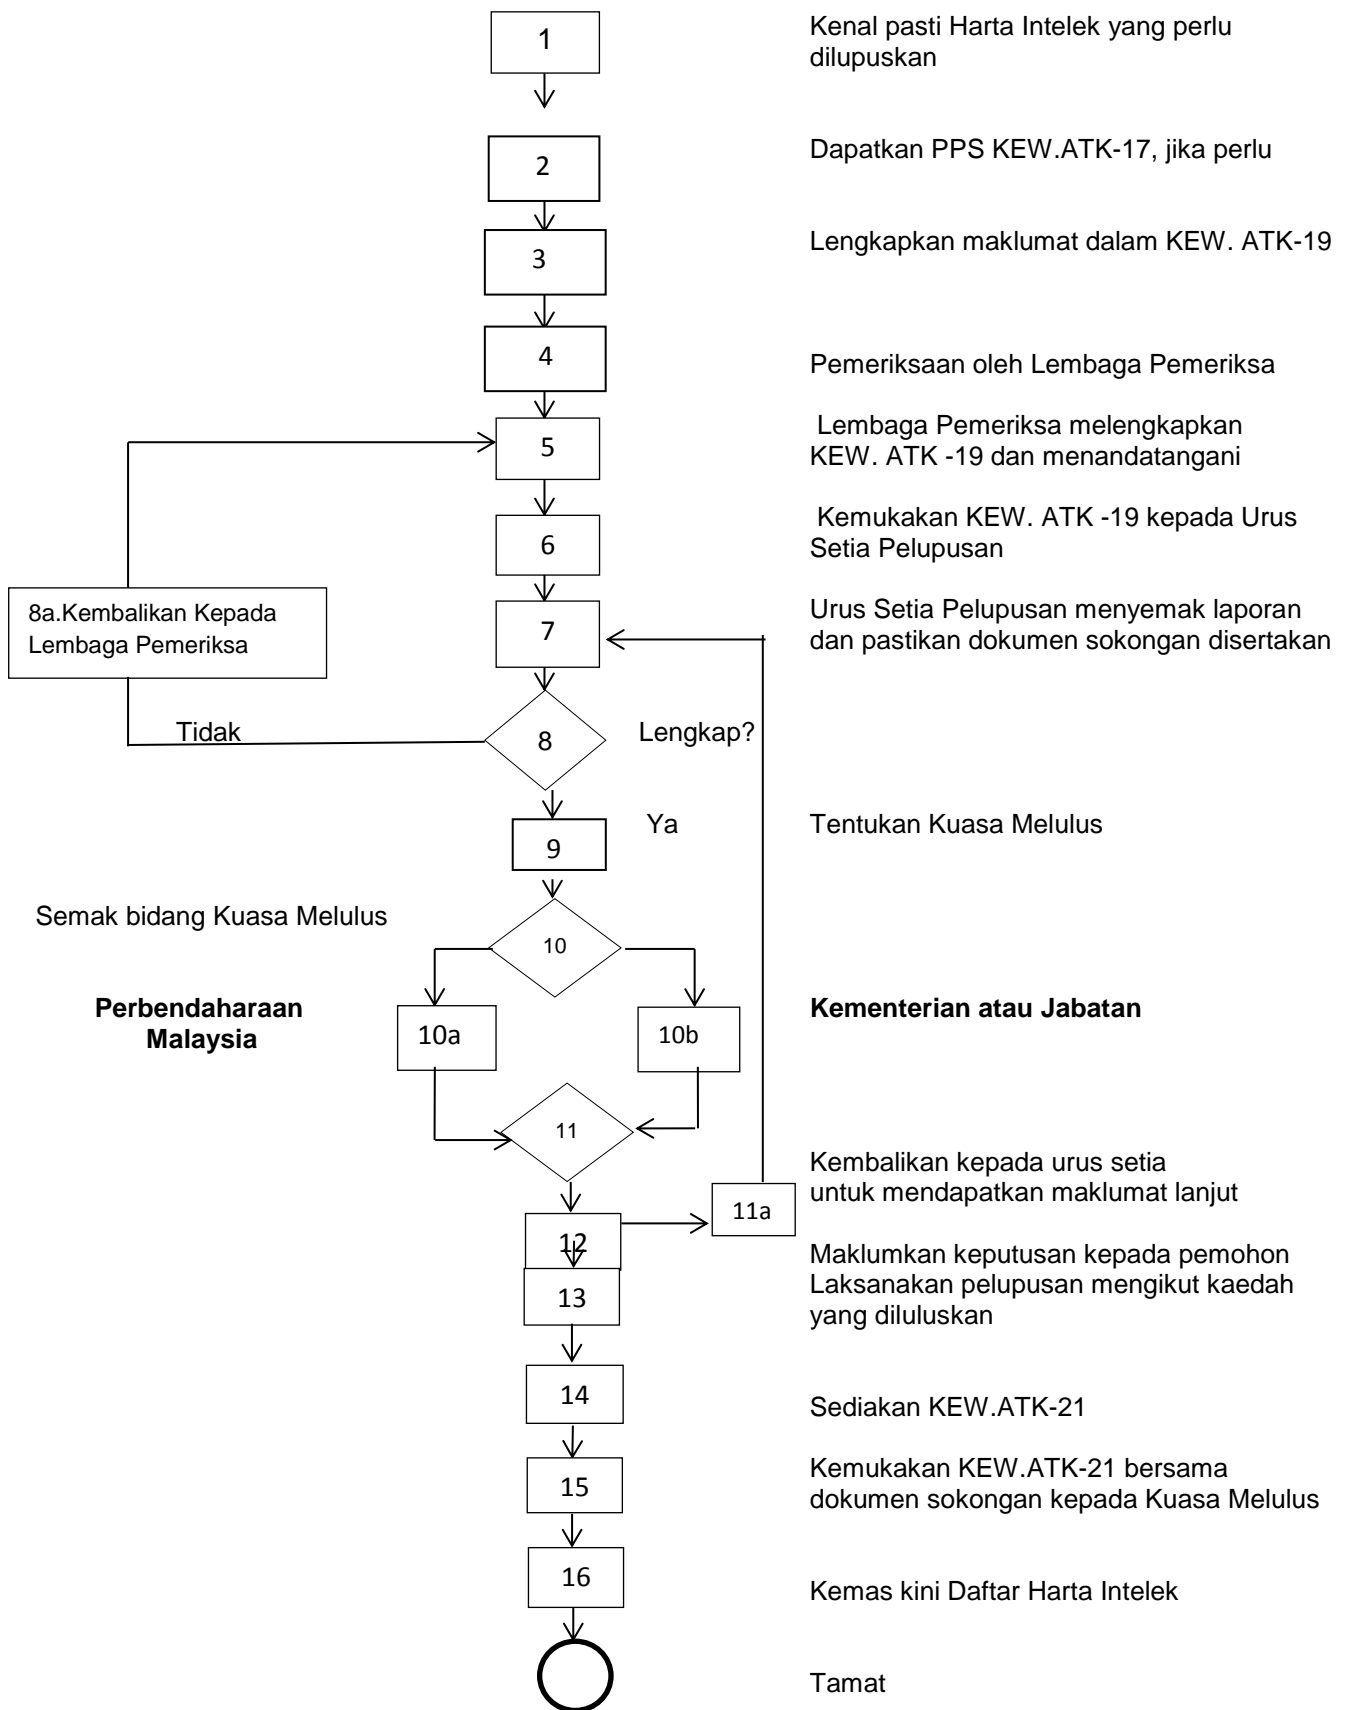 1
Kenal pasti Harta Intelek yang perlu
dilupuskan
2
Dapatkan PPS KEW.ATK-17, jika perlu
3
Lengkapkan maklumat dalam KEW. ATK-19
4
Pemeriksaan oleh Lembaga Pemeriksa
5
Lembaga Pemeriksa melengkapkan
KEW. ATK -19 dan menandatangani
6
Kemukakan KEW. ATK -19 kepada Urus
Setia Pelupusan
8a.Kembalikan Kepada
Lembaga Pemeriksa
7
Urus Setia Pelupusan menyemak laporan
dan pastikan dokumen sokongan disertakan
Tidak
8
Lengkap?
9
Ya
Tentukan Kuasa Melulus
Semak bidang Kuasa Melulus
10
Perbendaharaan
Malaysia
10a
10b
Kementerian atau Jabatan
11
Kembalikan kepada urus setia
untuk mendapatkan maklumat lanjut
11a
12
Maklumkan keputusan kepada pemohon
13
Laksanakan pelupusan mengikut kaedah
yang diluluskan
14
Sediakan KEW.ATK-21
15
Kemukakan KEW.ATK-21 bersama
dokumen sokongan kepada Kuasa Melulus
16
Kemas kini Daftar Harta Intelek
Tamat